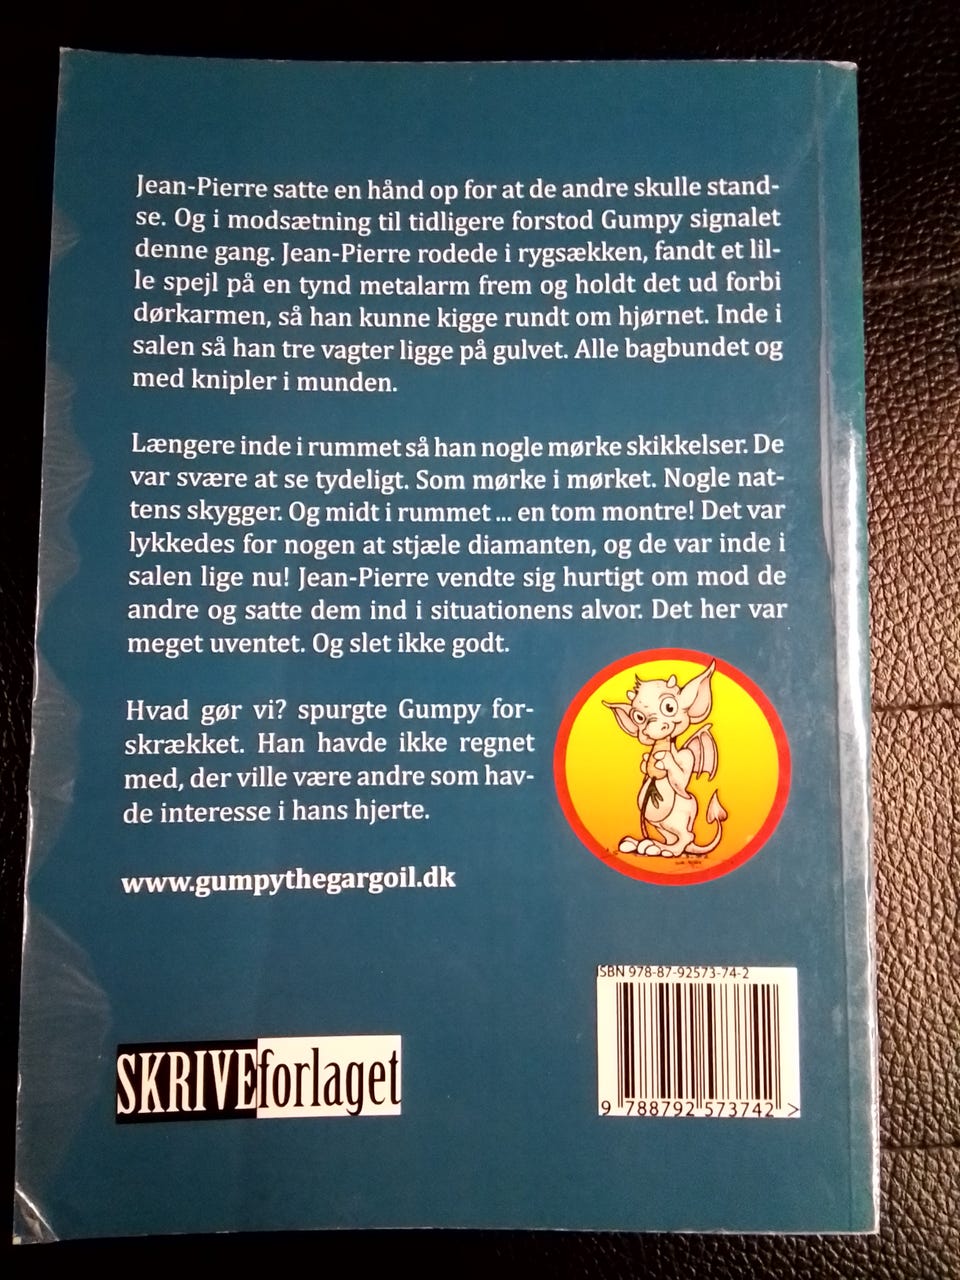 Jean-Pierre satte en hånd op for at de andre skulle stand-
se. Og i modsætning til tidligere forstod Gumpy signalet
denne gang. Jean-Pierre rodede i rygsækken, fandt et lil-
le spejl på en tynd metalarm frem og holdt det ud forbi
dørkarmen, så han kunne kigge rundt om hjørnet. Inde i
salen så han tre vagter ligge på gulvet. Alle bagbundet og
med knipler i munden.
Længere inde i rummet så han nogle mørke skikkelser. De
var svære at se tydeligt. Som mørke i mørket. Nogle nat-
tens skygger. Og midt i rummet ... en tom montre! Det var
lykkedes for nogen at stjæle diamanten, og de var inde i
salen lige nu! Jean-Pierre vendte sig hurtigt om mod de
andre og satte dem ind i situationens alvor. Det her var
meget uventet. Og slet ikke godt.
Hvad gør vi? spurgte Gumpy for-
skrækket. Han havde ikke regnet
med, der ville være andre som hav-
de interesse i hans hjerte.
www.gumpythegargoil.dk
ISBN 978-87-92573-74-2
SKRIVEforlaget
9 788792 573742 >